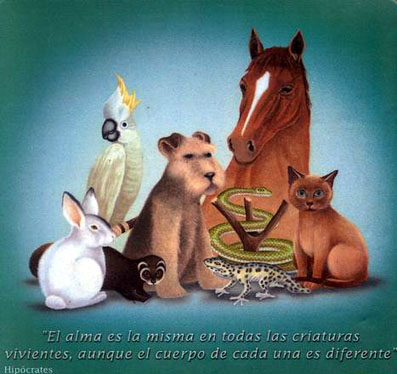 "El alma es la misma en todas las criaturas
vivientes, aunque el cuerpo de cada una es diferente"
Hipócrates